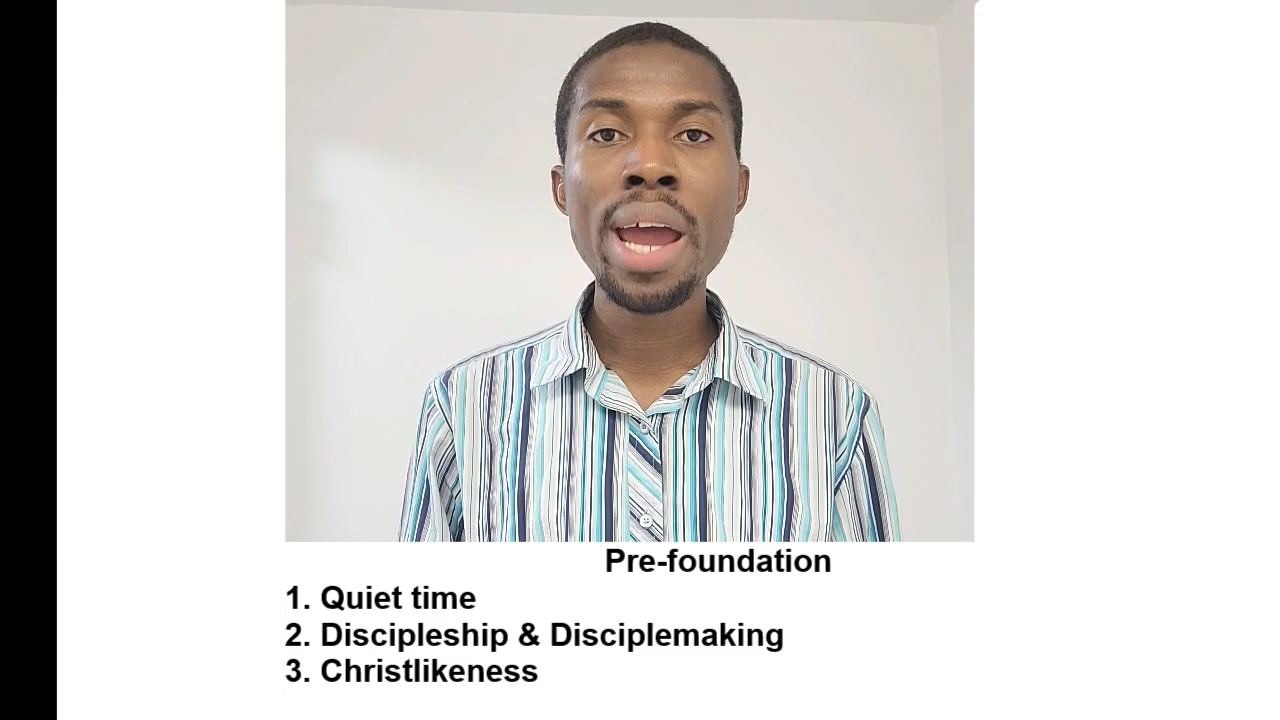 Pre-foundation
1. Quiet time
2. Discipleship & Disciplemaking
3. Christlikeness